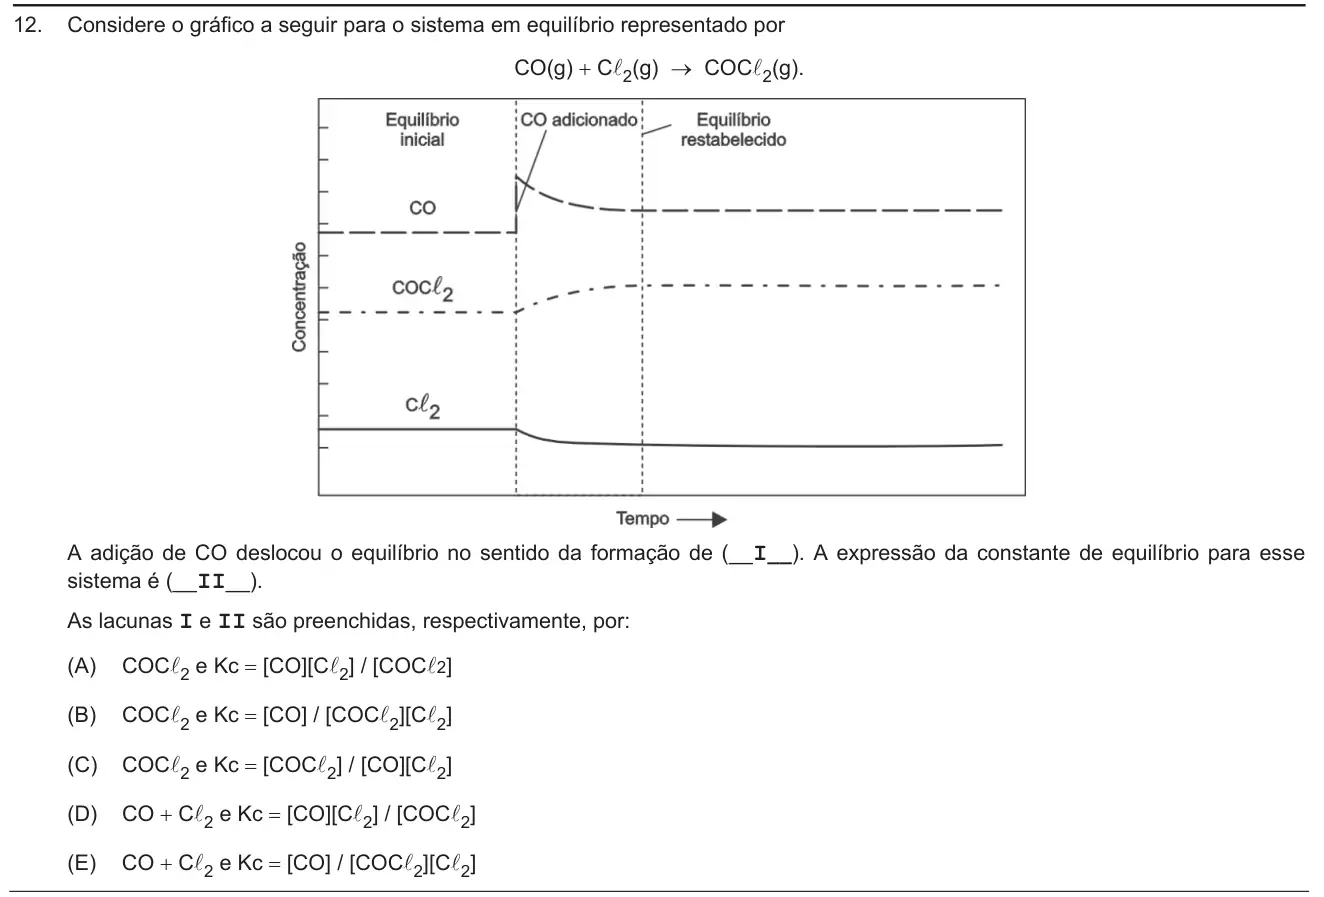 12. Considere o gráfico a seguir para o sistema em equilíbrio representado por
CO(g) + Cℓ₂(g) → COCℓ₂(g).
Equilíbrio inicial
CO adicionado
Equilíbrio restabelecido
CO
COCℓ₂
Cℓ₂
Concentração
Tempo
A adição de CO deslocou o equilíbrio no sentido da formação de (__I__). A expressão da constante de equilíbrio para esse
sistema é (__II__).
As lacunas I e II são preenchidas, respectivamente, por:
(A) COCℓ₂ e Kc = [CO][Cℓ₂] / [COCℓ2]
(B) COCℓ₂ e Kc = [CO] / [COCℓ₂][Cℓ₂]
(C) COCℓ₂ e Kc = [COCℓ₂] / [CO][Cℓ₂]
(D) CO + Cℓ₂ e Kc = [CO][Cℓ₂] / [COCℓ₂]
(E) CO + Cℓ₂ e Kc = [CO] / [COCℓ₂][Cℓ₂]